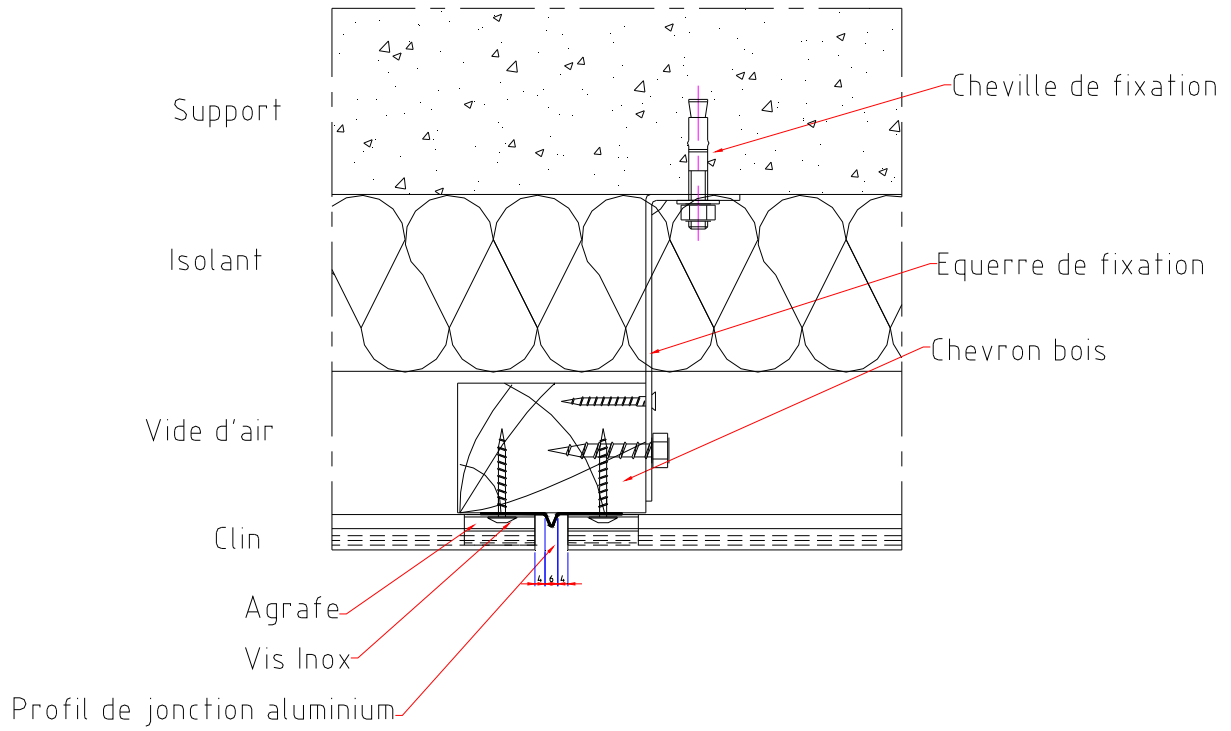 Cheville de fixation
Support
Isolant
Equerre de fixation
Chevron bois
Vide d'air
Clin
4 6 4
Agrafe
Vis Inox
Profil de jonction aluminium